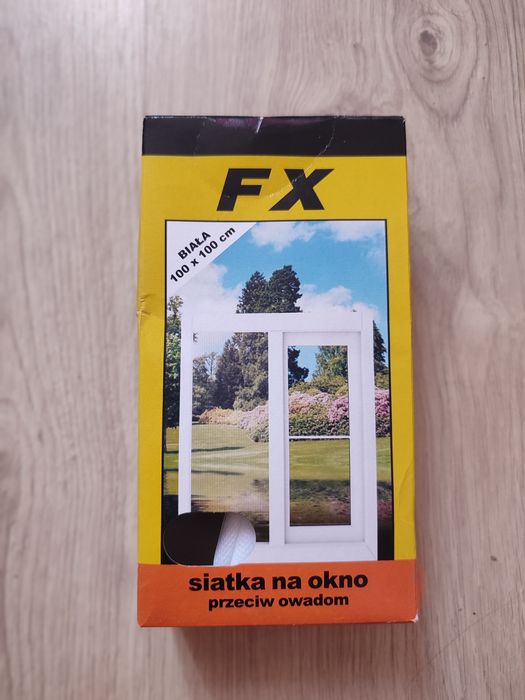 FX
BIAŁA
100 x 100 cm
siatka na okno
przeciw owadom